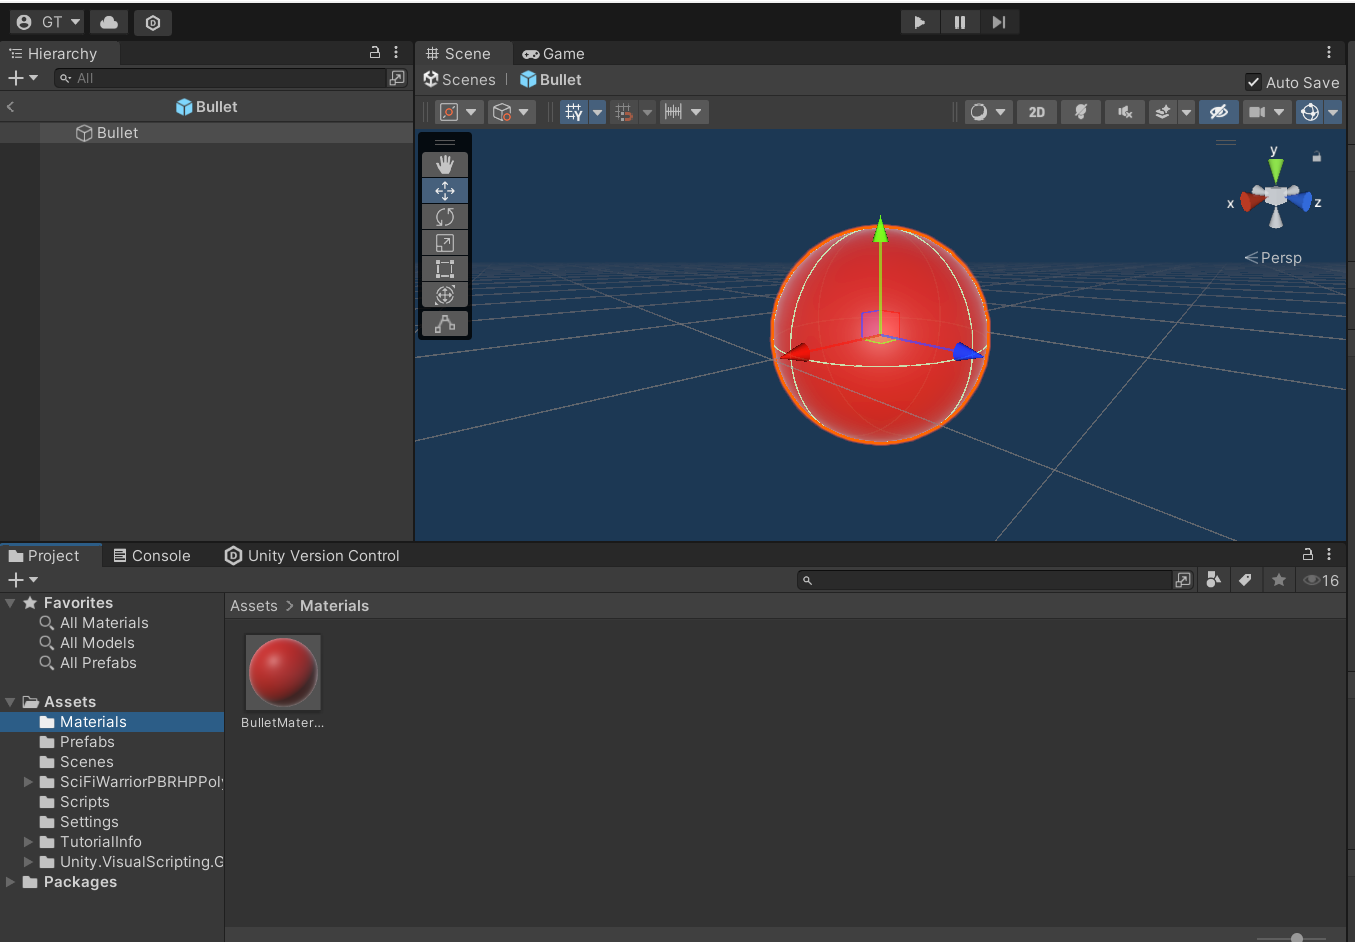 GT
Hierarchy
All
Bullet
Bullet
Scene
Game
Scenes | Bullet
Auto Save
2D
y
x
z
Persp
Project
Console
Unity Version Control
16
Favorites
All Materials
All Models
All Prefabs
Assets
Materials
Prefabs
Scenes
SciFiWarriorPBRHPPoly
Scripts
Settings
TutorialInfo
Unity.VisualScripting.G
Packages
Assets > Materials
BulletMater...